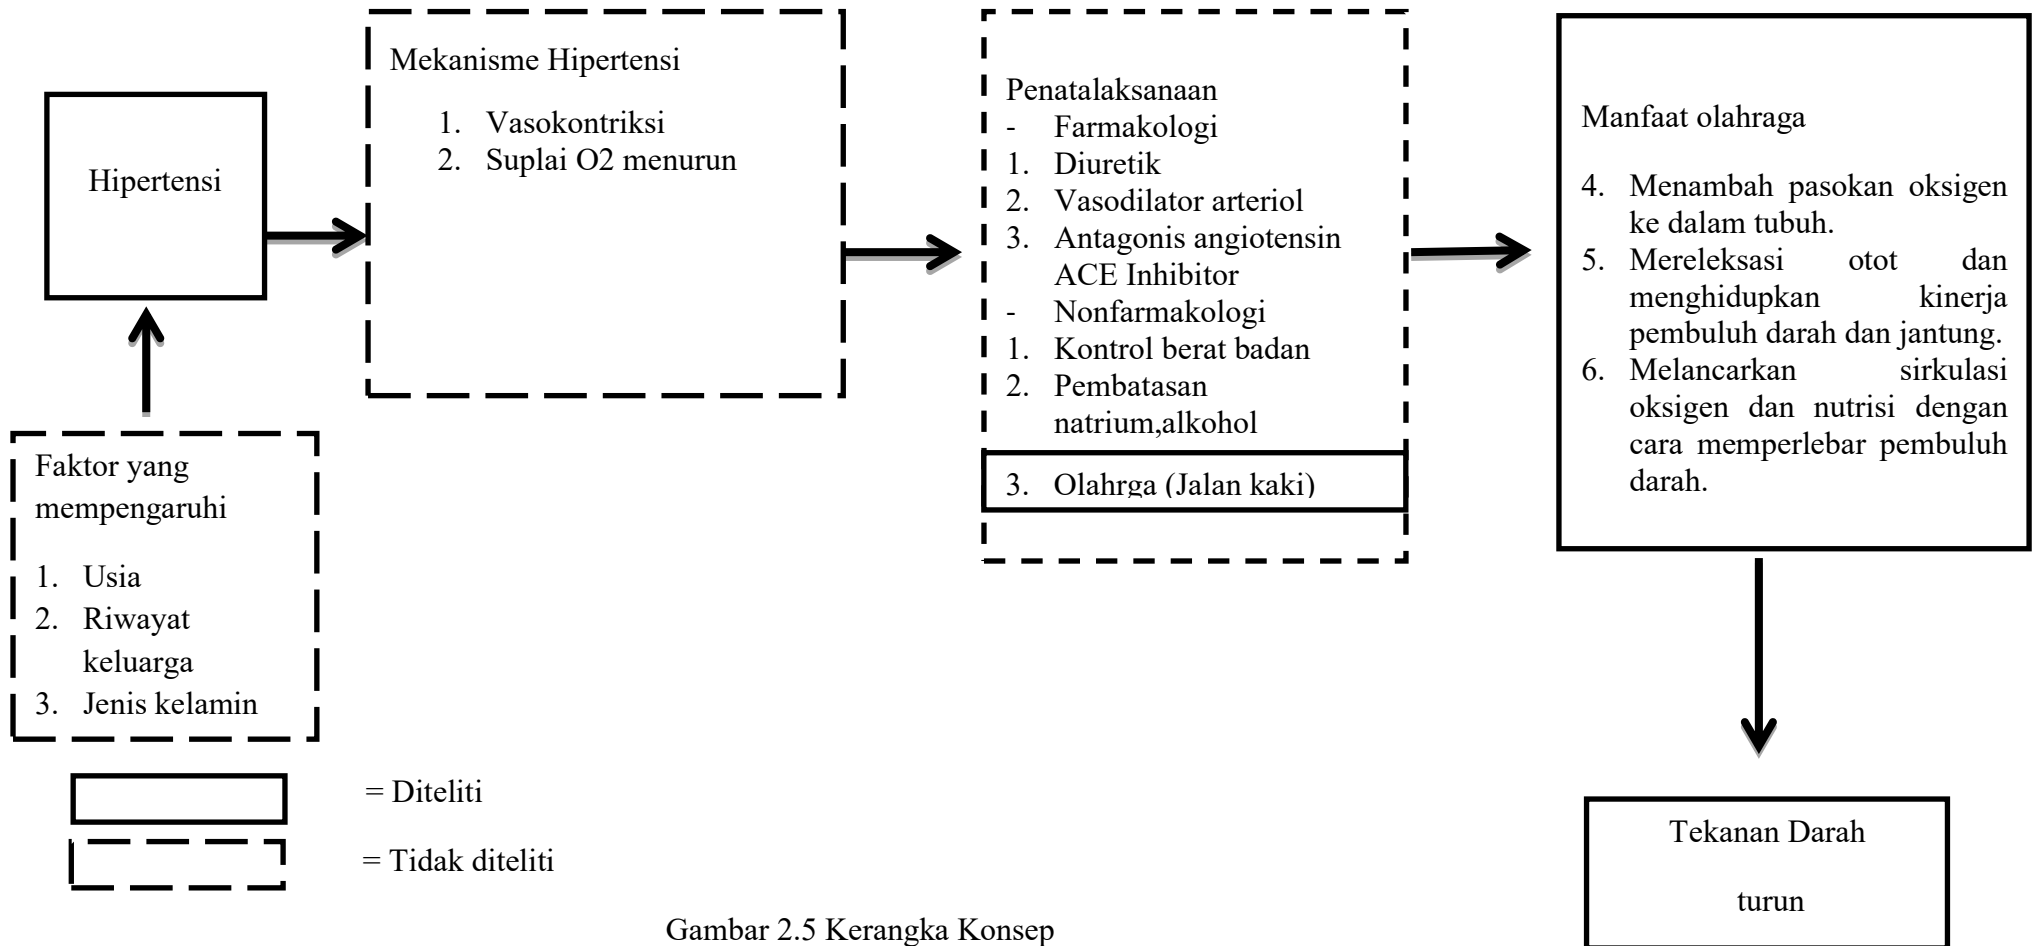 Hipertensi
Mekanisme Hipertensi
1. Vasokontriksi
2. Suplai O2 menurun
Penatalaksanaan
- Farmakologi
1. Diuretik
2. Vasodilator arteriol
3. Antagonis angiotensin
ACE Inhibitor
- Nonfarmakologi
1. Kontrol berat badan
2. Pembatasan
natrium,alkohol
3. Olahrga (Jalan kaki)
Manfaat olahraga
4. Menambah pasokan oksigen
ke dalam tubuh.
5. Mereleksasi otot dan
menghidupkan kinerja
pembuluh darah dan jantung.
6. Melancarkan sirkulasi
oksigen dan nutrisi dengan
cara memperlebar pembuluh
darah.
Faktor yang
mempengaruhi
1. Usia
2. Riwayat
keluarga
3. Jenis kelamin
= Diteliti
= Tidak diteliti
Tekanan Darah
turun
Gambar 2.5 Kerangka Konsep